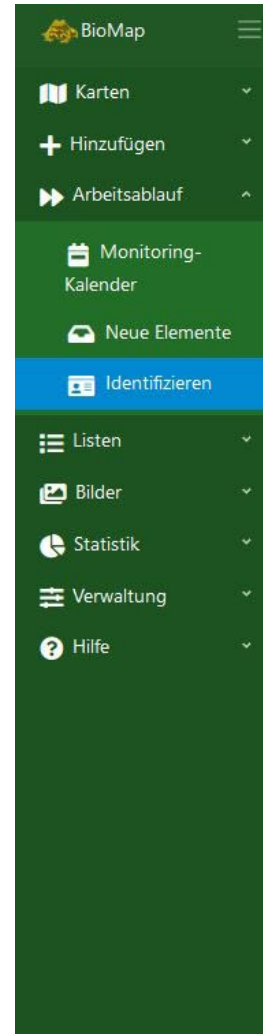 BioMap
Karten
Hinzufügen
Arbeitsablauf
Monitoring-
Kalender
Neue Elemente
Identifizieren
Listen
Bilder
Statistik
Verwaltung
Hilfe